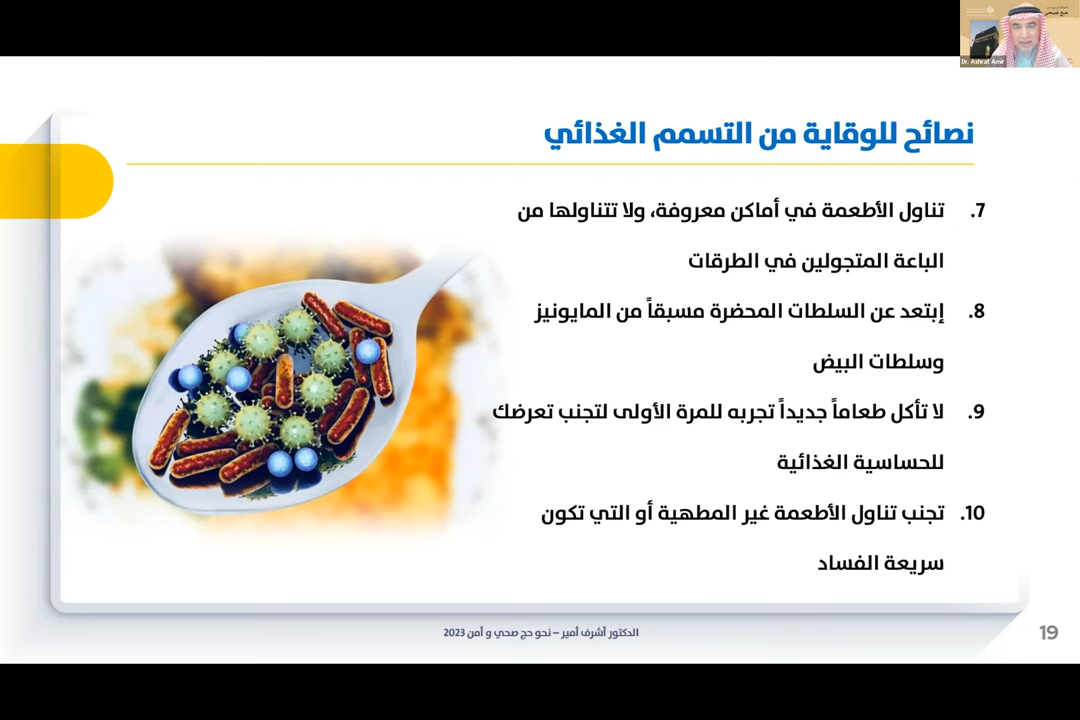 Dr. Ashraf Amir
نصائح للوقاية من التسمم الغذائي
7. تناول الأطعمة في أماكن معروفة، ولا تتناولها من
الباعة المتجولين في الطرقات
8. إبتعد عن السلطات المحضرة مسبقاً من المايونيز
وسلطات البيض
9. لا تأكل طعاماً جديداً تجربه للمرة الأولى لتجنب تعرضك
للحساسية الغذائية
10. تجنب تناول الأطعمة غير المطهية أو التي تكون
سريعة الفساد
الدكتور أشرف أمير – نحو حج صحي و أمن 2023
19